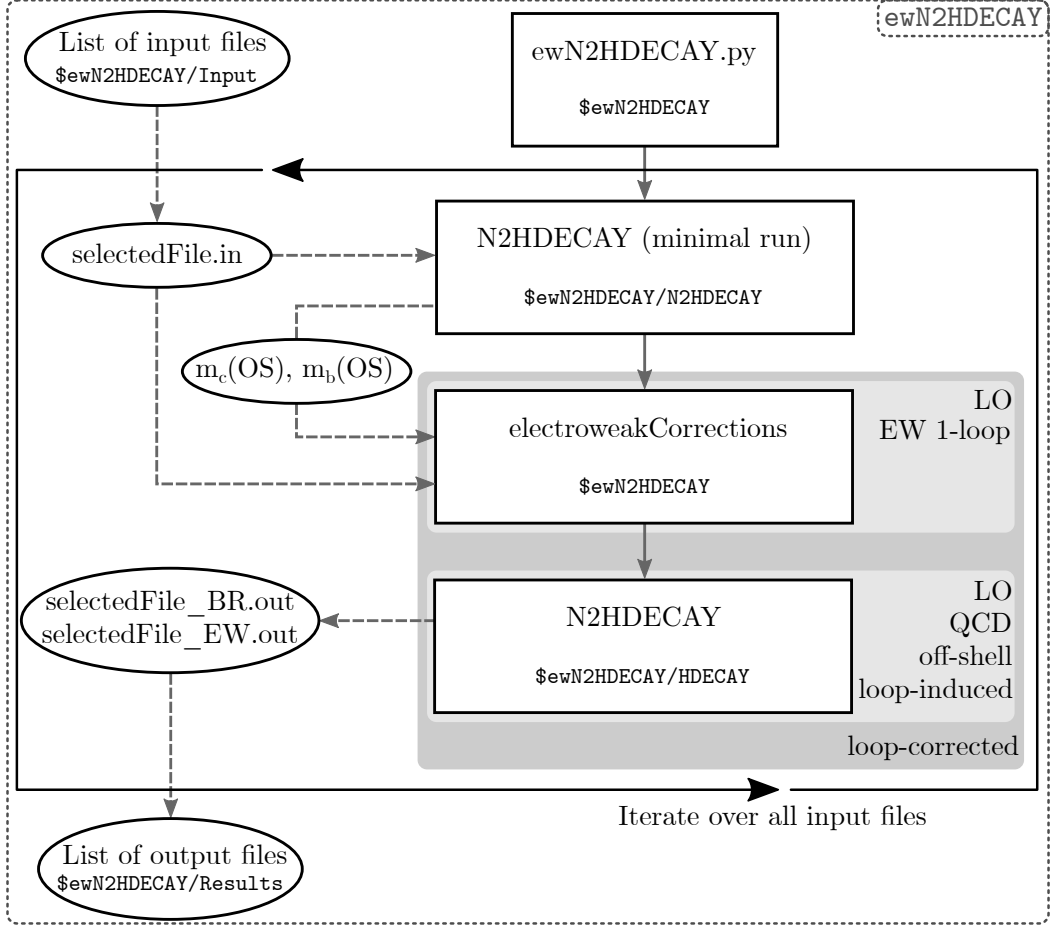 ewN2HDECAY
List of input files
$ewN2HDECAY/Input
ewN2HDECAY.py
$ewN2HDECAY
selectedFile.in
N2HDECAY (minimal run)
$ewN2HDECAY/N2HDECAY
m_c(OS), m_b(OS)
electroweakCorrections
$ewN2HDECAY
LO
EW 1-loop
selectedFile_BR.out
selectedFile_EW.out
N2HDECAY
$ewN2HDECAY/HDECAY
LO
QCD
off-shell
loop-induced
loop-corrected
Iterate over all input files
List of output files
$ewN2HDECAY/Results